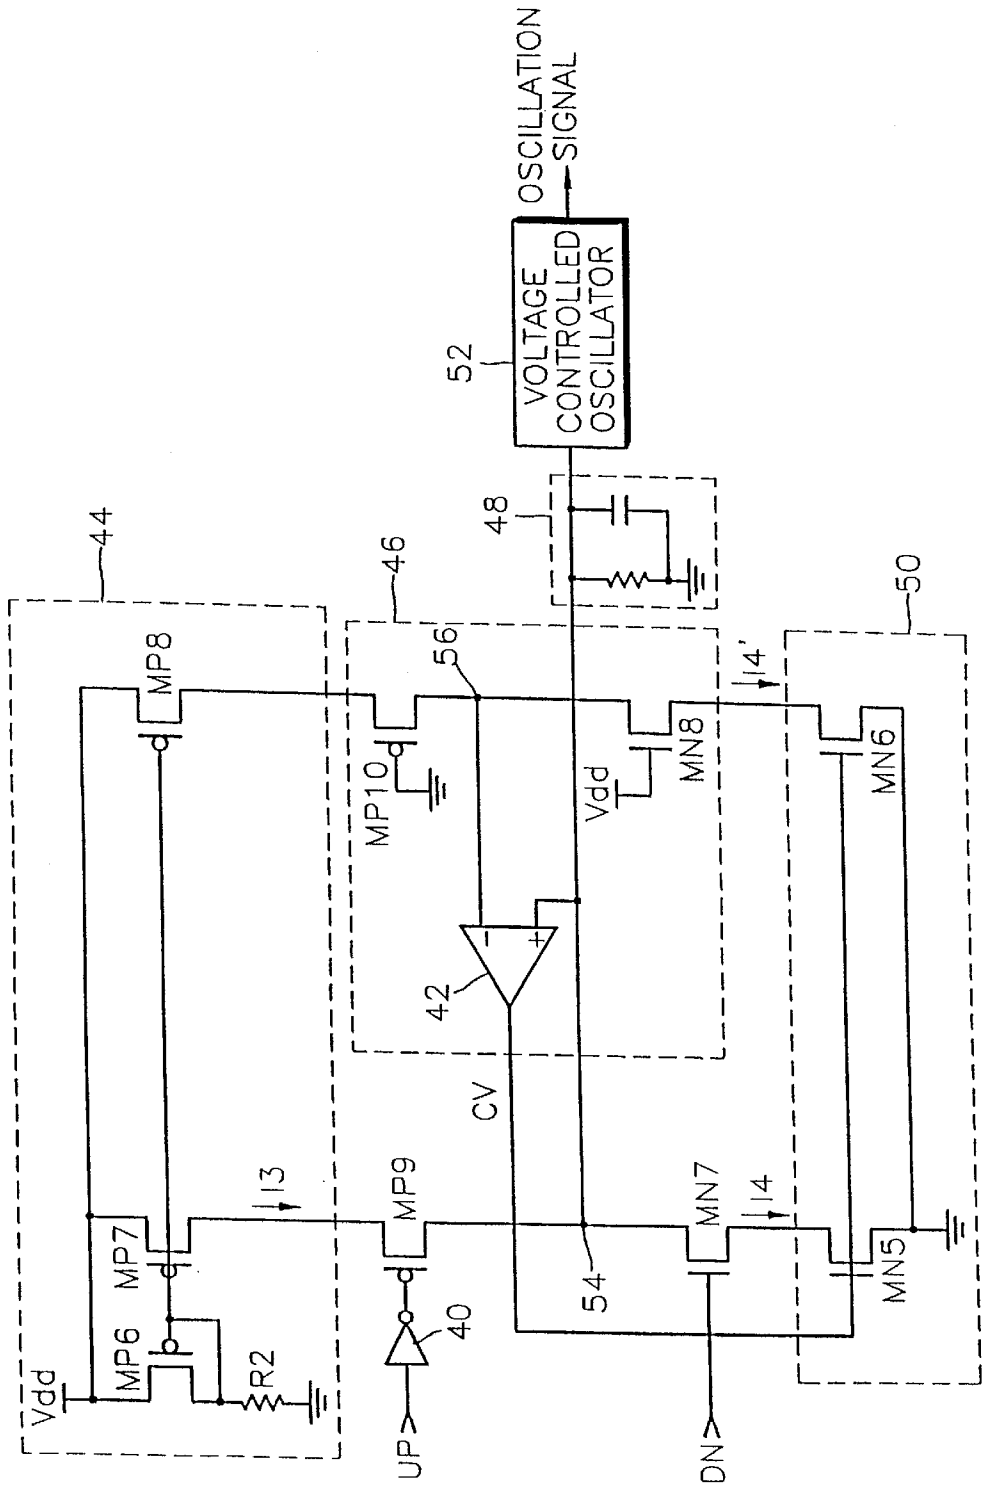 44
Vdd
MP6
MP7
MP8
R2
I3
46
UP
40
MP9
MP10
56
CV
42
−
+
54
Vdd
48
52
VOLTAGE
CONTROLLED
OSCILLATOR
OSCILLATION
SIGNAL
DN
MN7
MN8
I4
I4'
50
MN5
MN6